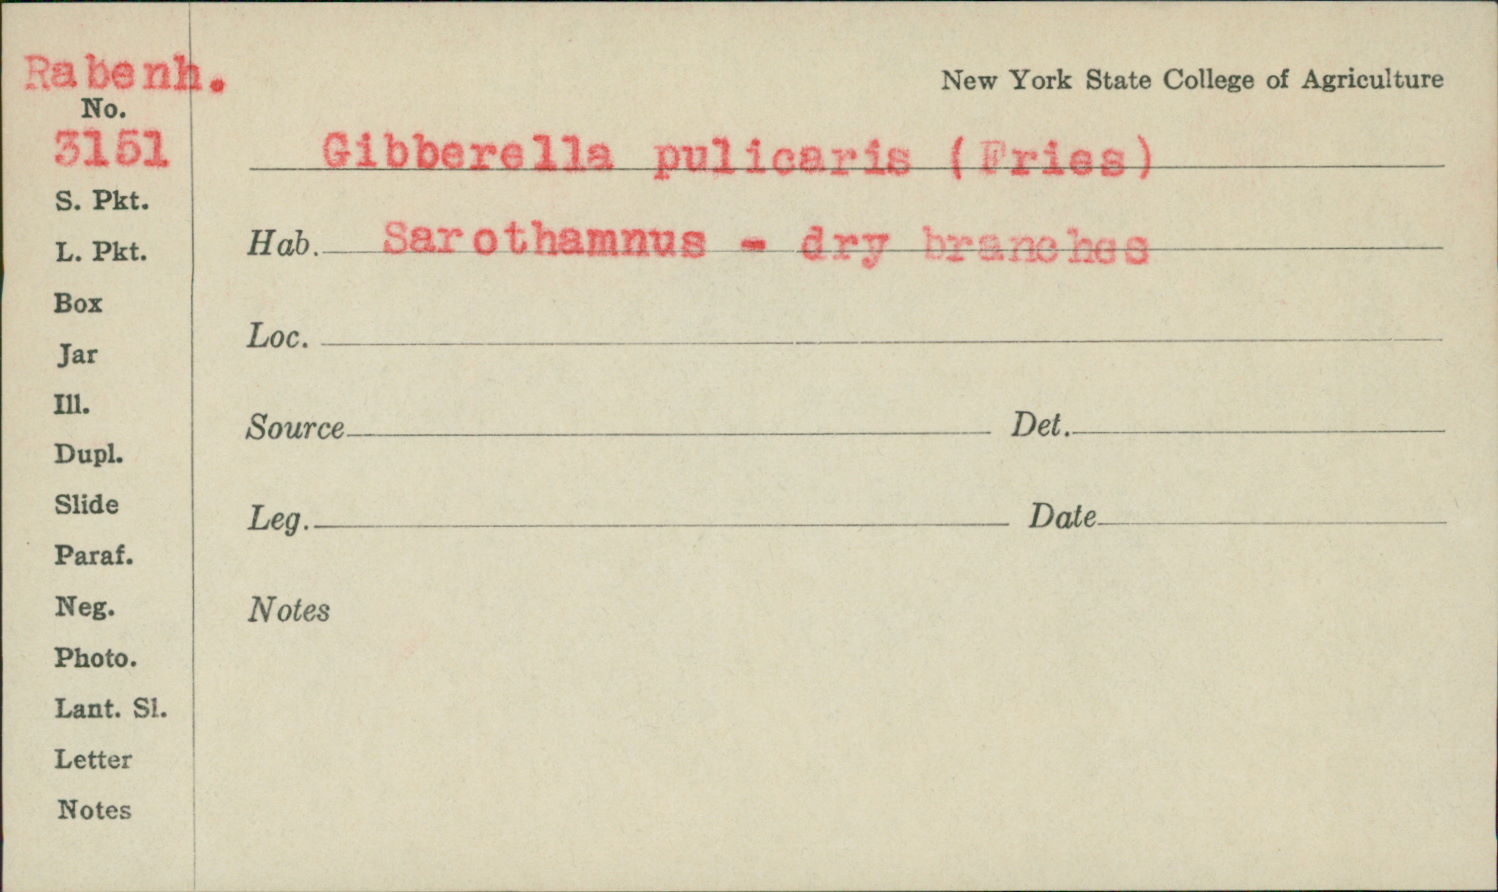 Rabenh.
New York State College of Agriculture
No.
3151
Gibberella pulicaris (Fries)
S. Pkt.
Hab. Sarothamnus - dry branches
L. Pkt.
Box
Loc.
Jar
Ill.
Source Det.
Dupl.
Slide
Leg. Date
Paraf.
Neg.
Notes
Photo.
Lant. Sl.
Letter
Notes